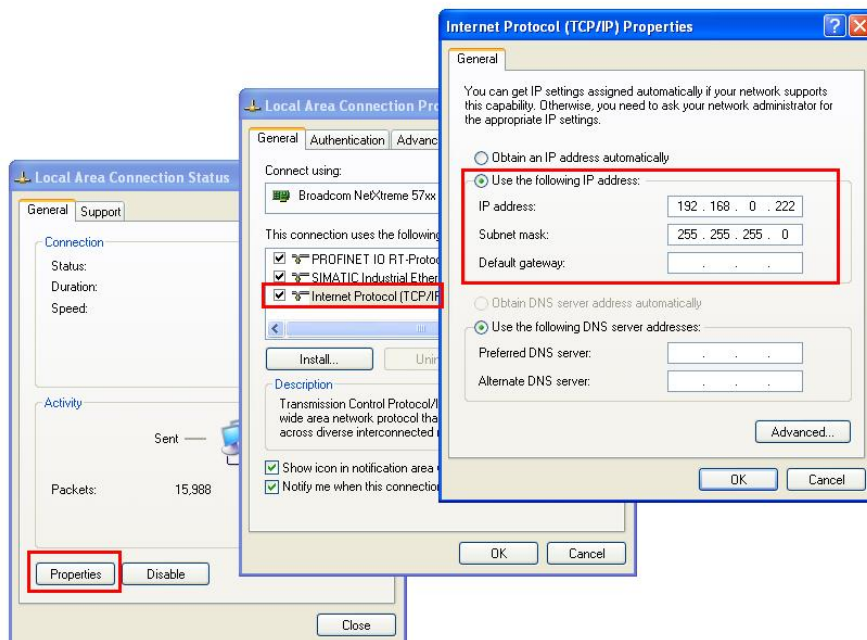 Local Area Connection Status
General
Support
Connection
Status:
Duration:
Speed:
Activity
Sent
Packets:
15,988
Properties
Disable
Close
Local Area Connection
General
Authentication
Connect using:
Broadcom NetXtreme 57xx
This connection uses the following
PROFINET IO
SIMATIC Industrial
Internet Protocol (TCP/IP
Install...
Description
Transmission Control
wide area network protocol
across diverse interconnected
Show icon in notification area
Notify me when this connection
OK
Cancel
Internet Protocol (TCP/IP) Properties
General
You can get IP settings assigned automatically if your network supports
this capability. Otherwise, you need to ask your network administrator for
the appropriate IP settings.
Obtain an IP address automatically
Use the following IP address:
IP address:
192 . 168 . 0 . 222
Subnet mask:
255 . 255 . 255 . 0
Default gateway:
Obtain DNS server address automatically
Use the following DNS server addresses:
Preferred DNS server:
Alternate DNS server:
Advanced...
OK
Cancel